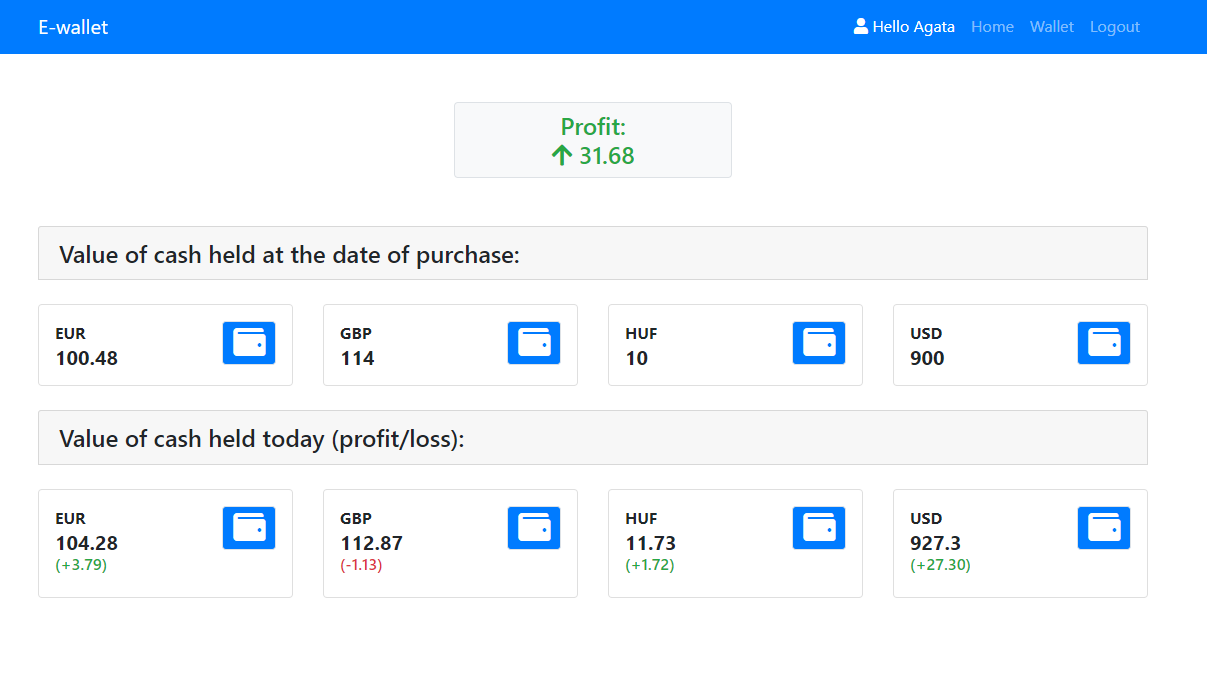 E-wallet
Hello Agata Home Wallet Logout
Profit:
31.68
Value of cash held at the date of purchase:
EUR
100.48
GBP
114
HUF
10
USD
900
Value of cash held today (profit/loss):
EUR
104.28
(+3.79)
GBP
112.87
(-1.13)
HUF
11.73
(+1.72)
USD
927.3
(+27.30)